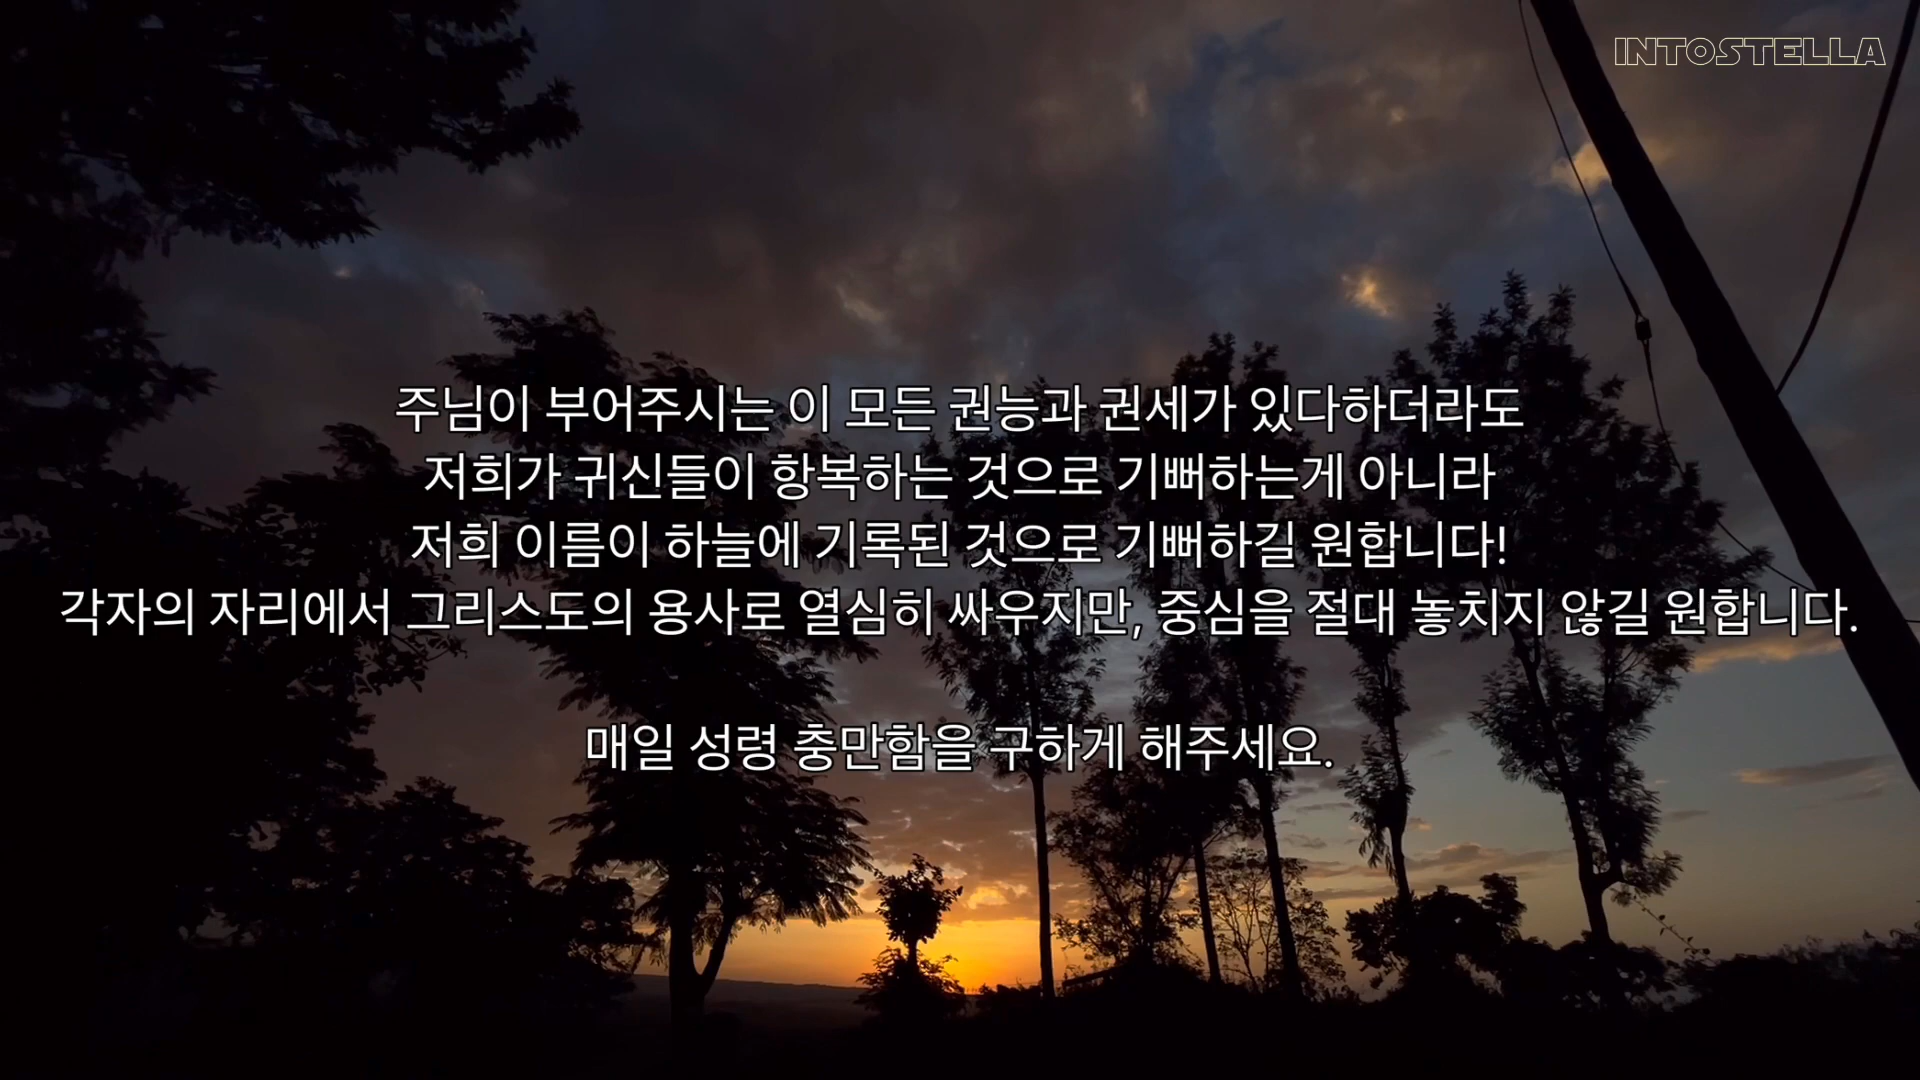 INTOSTELLA
주님이 부어주시는 이 모든 권능과 권세가 있다하더라도
저희가 귀신들이 항복하는 것으로 기뻐하는게 아니라
저희 이름이 하늘에 기록된 것으로 기뻐하길 원합니다!
각자의 자리에서 그리스도의 용사로 열심히 싸우지만, 중심을 절대 놓치지 않길 원합니다.
매일 성령 충만함을 구하게 해주세요.